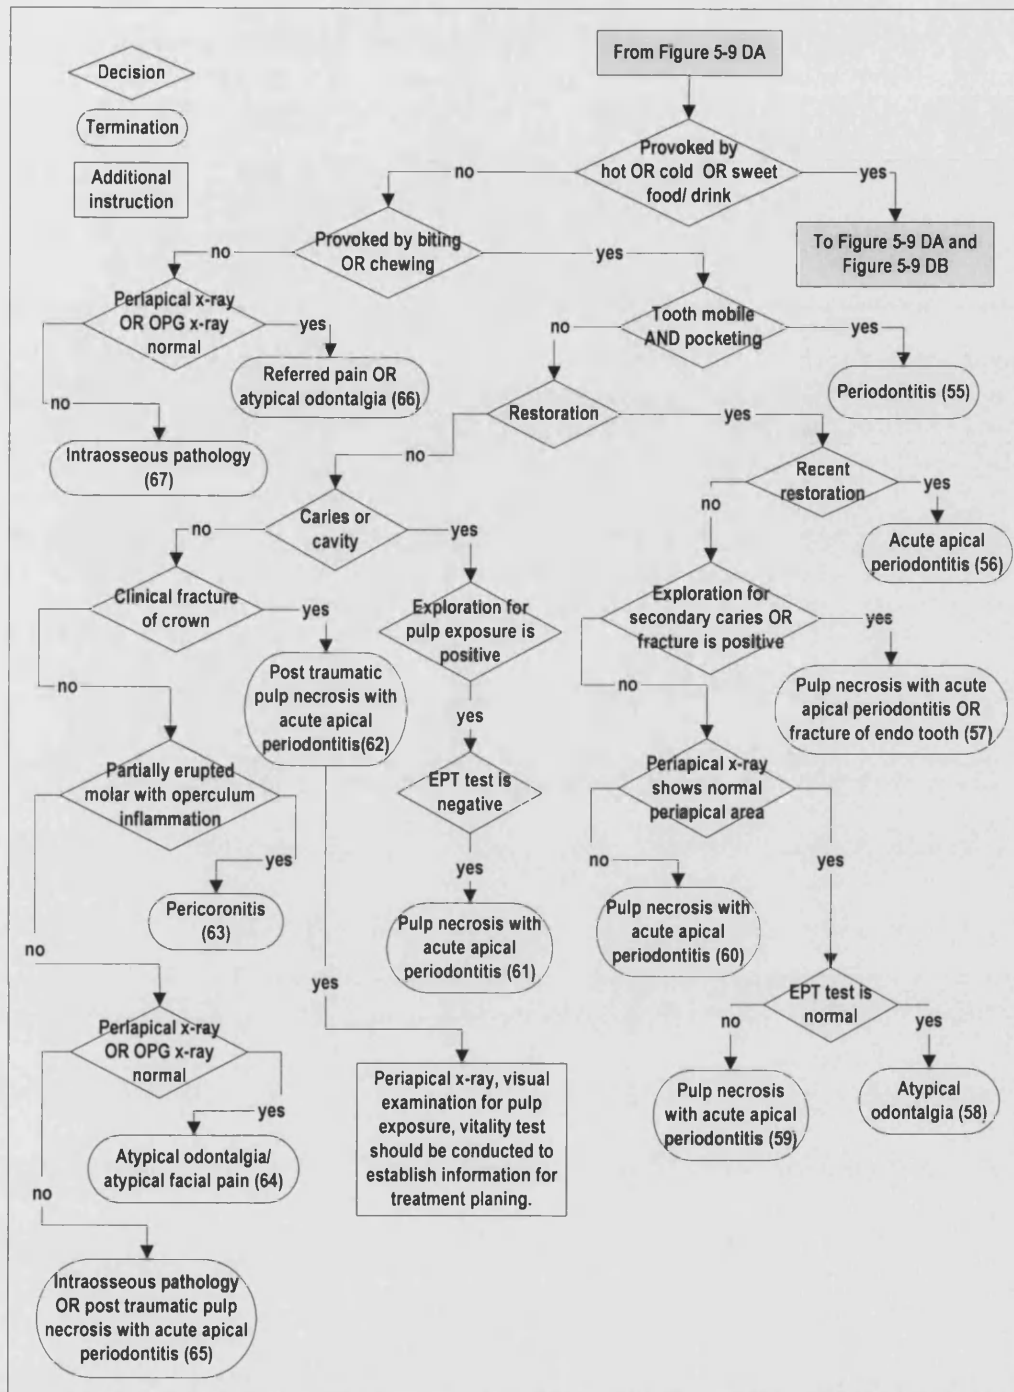 From Figure 5-9 DA
Decision
Termination
Additional
instruction
Provoked by
hot OR cold OR sweet
food/ drink
no
yes
To Figure 5-9 DA and
Figure 5-9 DB
Provoked by biting
OR chewing
no
yes
Periapical x-ray
OR OPG x-ray
normal
yes
no
Referred pain OR
atypical odontalgia (66)
Intraosseous pathology
(67)
Tooth mobile
AND pocketing
no
yes
Periodontitis (55)
Restoration
no
yes
Recent
restoration
no
yes
Acute apical
periodontitis (56)
Caries or
cavity
no
yes
Clinical fracture
of crown
yes
no
Exploration for
pulp exposure is
positive
yes
Exploration for
secondary caries OR
fracture is positive
yes
no
Post traumatic
pulp necrosis with
acute apical
periodontitis(62)
Pulp necrosis with acute
apical periodontitis OR
fracture of endo tooth (57)
Partially erupted
molar with operculum
inflammation
yes
no
Pericoronitis
(63)
EPT test is
negative
yes
Pulp necrosis with
acute apical
periodontitis (61)
Periapical x-ray
shows normal
periapical area
no
yes
Pulp necrosis with
acute apical
periodontitis (60)
EPT test is
normal
no
yes
Pulp necrosis
with acute apical
periodontitis (59)
Atypical
odontalgia (58)
yes
Periapical x-ray, visual
examination for pulp
exposure, vitality test
should be conducted to
establish information for
treatment planing.
Periapical x-ray
OR OPG x-ray
normal
yes
no
Atypical odontalgia/
atypical facial pain (64)
Intraosseous pathology
OR post traumatic pulp
necrosis with acute apical
periodontitis (65)